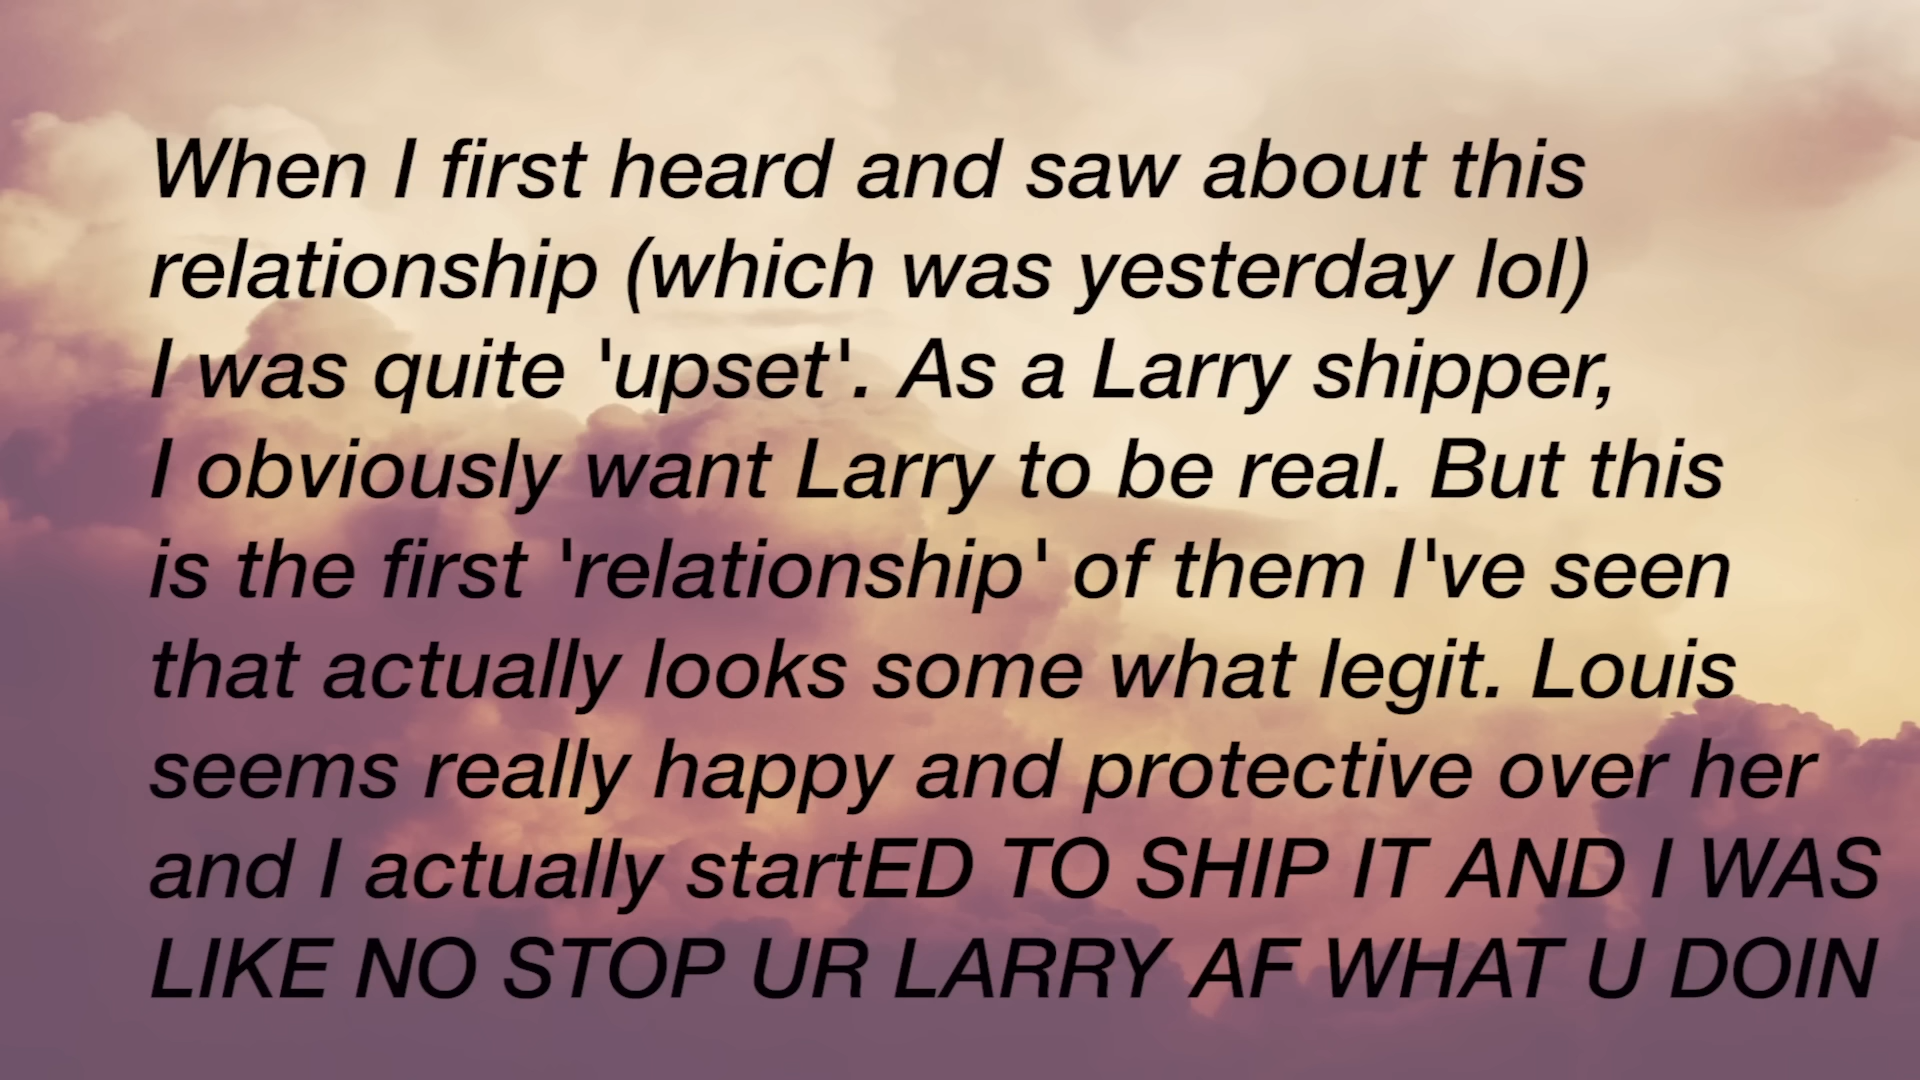 When I first heard and saw about this
relationship (which was yesterday lol)
I was quite 'upset'. As a Larry shipper,
I obviously want Larry to be real. But this
is the first 'relationship' of them I've seen
that actually looks some what legit. Louis
seems really happy and protective over her
and I actually startED TO SHIP IT AND I WAS
LIKE NO STOP UR LARRY AF WHAT U DOIN